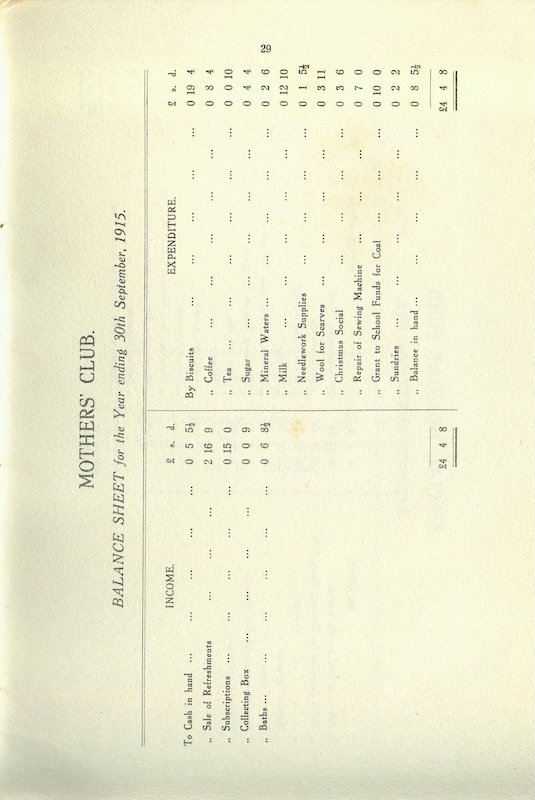 29
MOTHERS' CLUB.
BALANCE SHEET for the Year ending 30th September, 1915.
INCOME.
£ s. d.
To Cash in hand ... ... ... ... ... 0 5 5½
,, Sale of Refreshments ... ... ... ... 2 16 9
,, Subscriptions ... ... ... ... ... 0 15 0
,, Collecting Box ... ... ... ... 0 0 9
,, Baths ... ... ... ... ... ... 0 6 8½
£4 4 8
EXPENDITURE.
£ s. d.
By Biscuits ... ... ... ... ... 0 19 4
,, Coffee ... ... ... ... ... 0 8 4
,, Tea ... ... ... ... ... ... 0 0 10
,, Sugar ... ... ... ... ... 0 4 4
,, Mineral Waters ... ... ... ... ... 0 2 6
,, Milk ... ... ... ... ... 0 12 10
,, Needlework Supplies ... ... ... ... 0 1 5½
,, Wool for Scarves ... ... ... ... 0 3 11
,, Christmas Social ... ... ... ... 0 3 6
,, Repair of Sewing Machine ... ... ... 0 7 0
,, Grant to School Funds for Coal ... ... 0 10 0
,, Sundries ... ... ... ... ... 0 2 2
,, Balance in hand ... ... ... ... ... 0 8 5½
£4 4 8